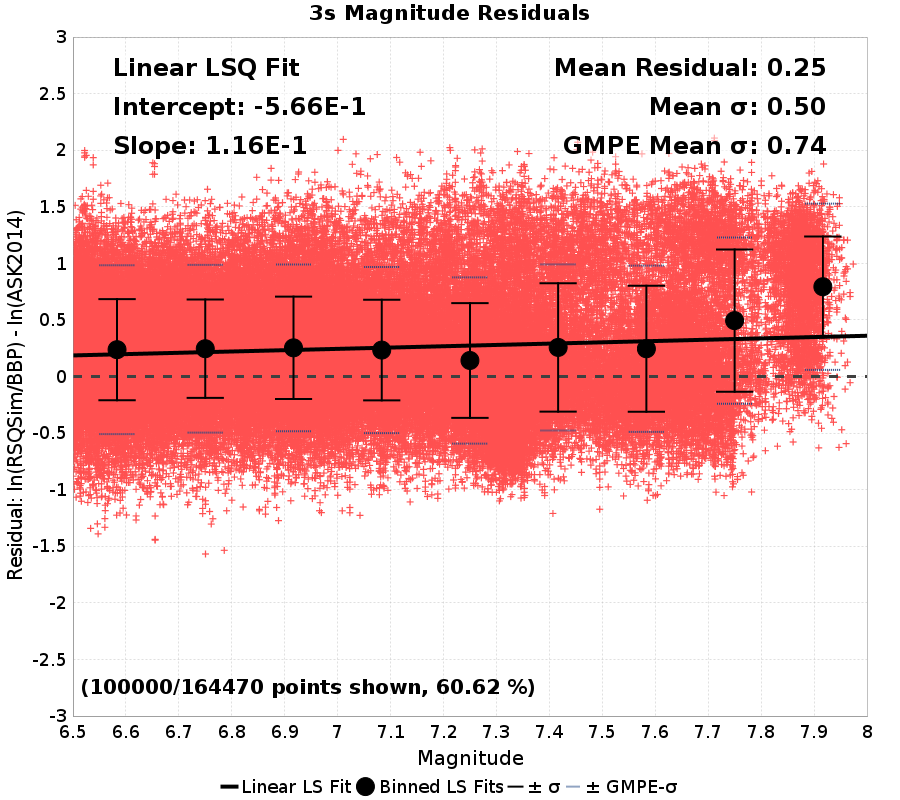 3s Magnitude Residuals
Linear LSQ Fit
Intercept: -5.66E-1
Slope: 1.16E-1
Mean Residual: 0.25
Mean σ: 0.50
GMPE Mean σ: 0.74
Residual: ln(RSQSim/BBP) - ln(ASK2014)
3
2.5
2
1.5
1
0.5
0
-0.5
-1
-1.5
-2
-2.5
-3
(100000/164470 points shown, 60.62 %)
6.5 6.6 6.7 6.8 6.9 7 7.1 7.2 7.3 7.4 7.5 7.6 7.7 7.8 7.9 8
Magnitude
Linear LS Fit Binned LS Fits ± σ ± GMPE-σ